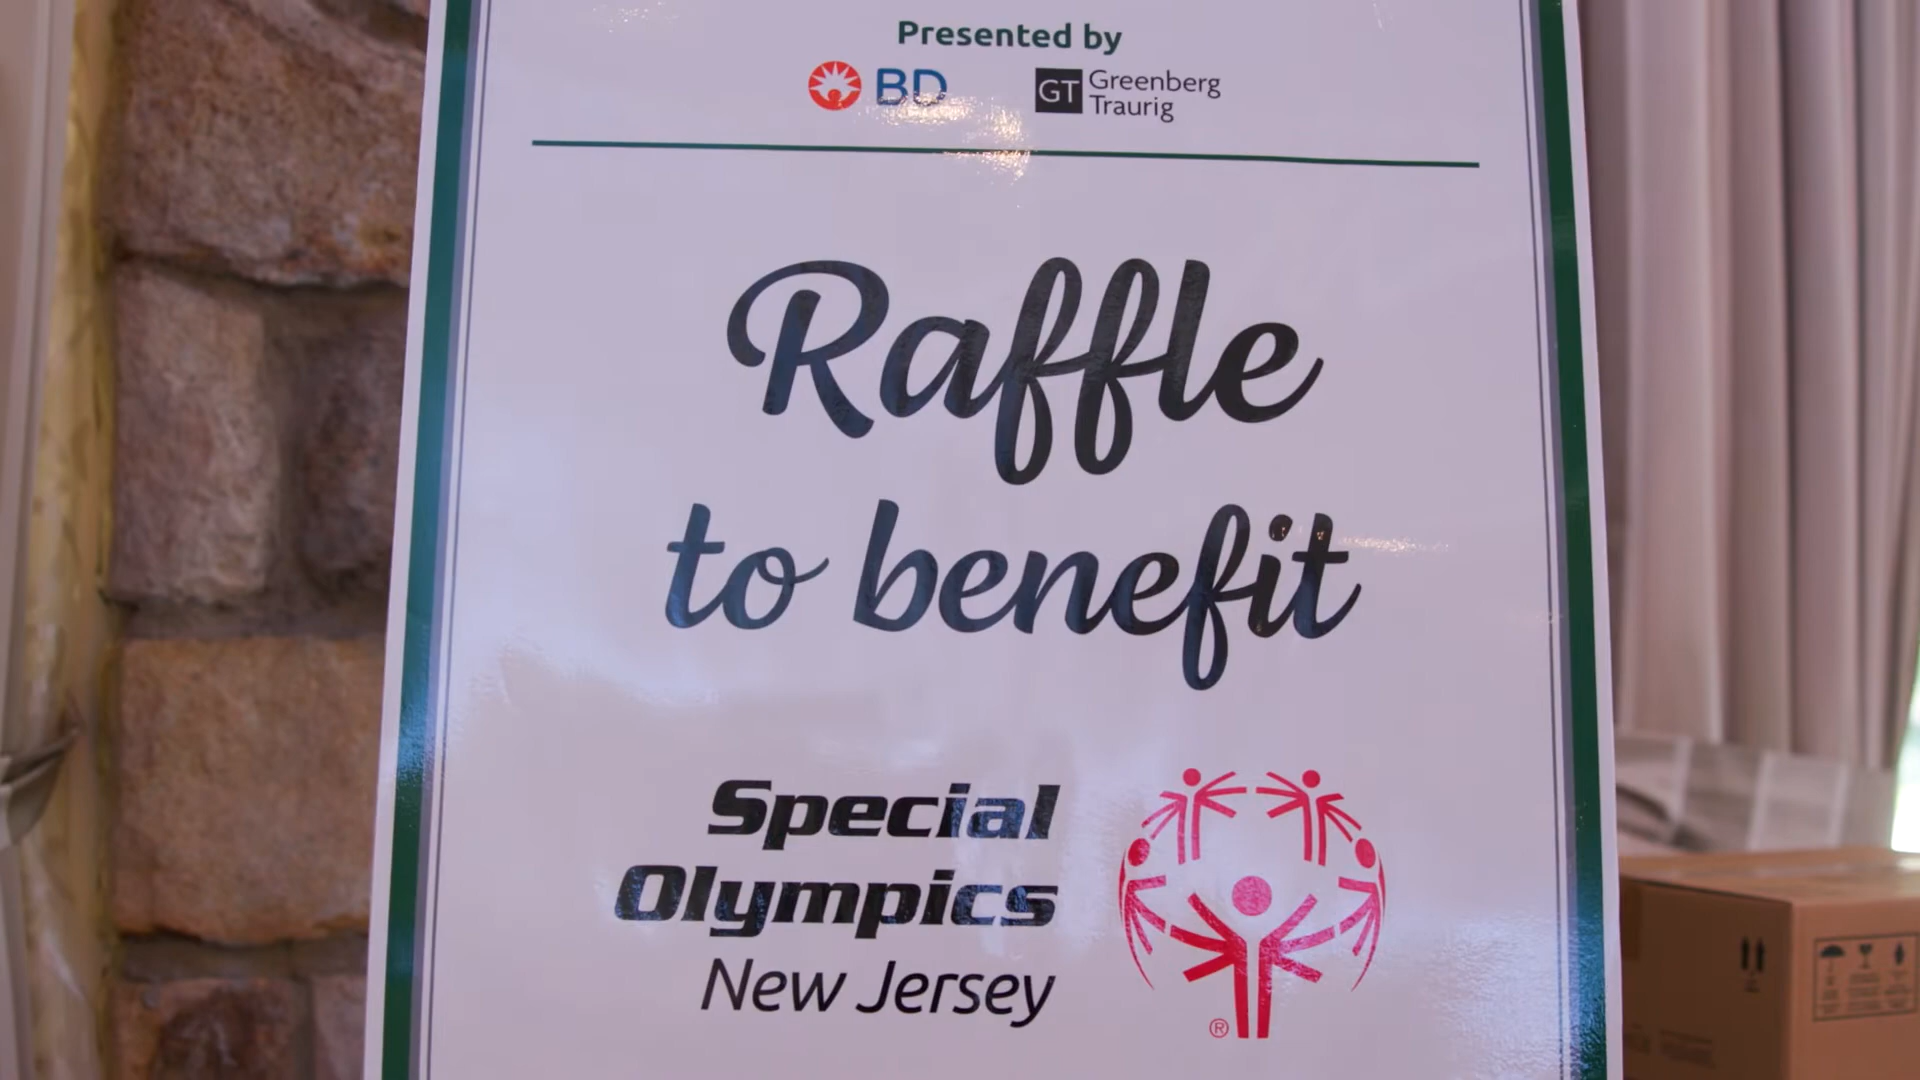 Presented by
BD
GT Greenberg Traurig
Raffle
to benefit
Special
Olympics
New Jersey
®